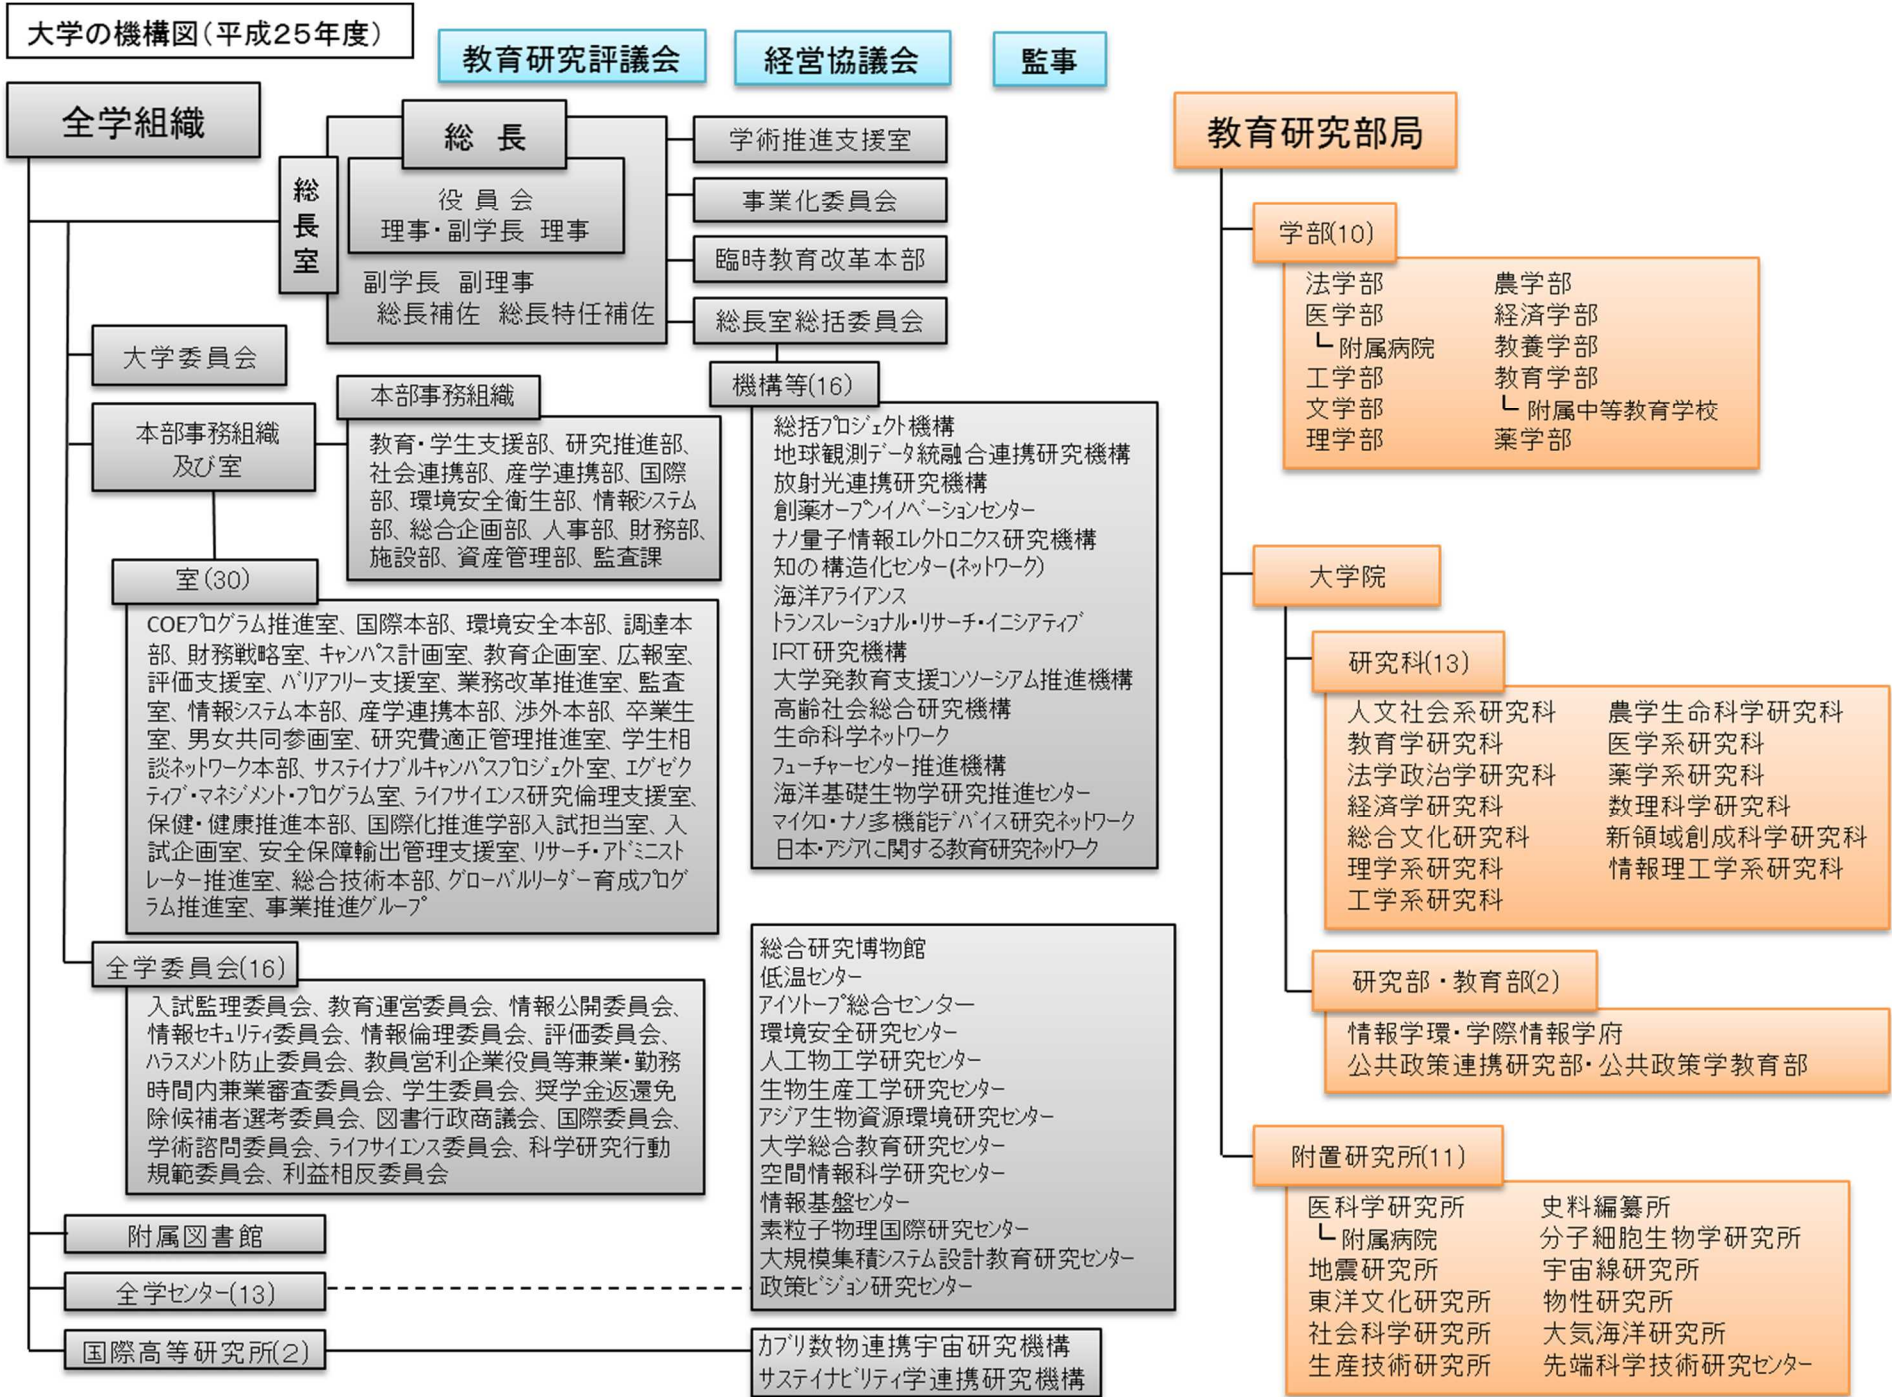 大学の機構図(平成25年度)
教育研究評議会
経営協議会
監事
全学組織
総長室
総 長
役 員 会
理事・副学長 理事
副学長 副理事
総長補佐 総長特任補佐
学術推進支援室
事業化委員会
臨時教育改革本部
総長室総括委員会
大学委員会
本部事務組織
及び室
本部事務組織
教育・学生支援部、研究推進部、
社会連携部、産学連携部、国際
部、環境安全衛生部、情報システム
部、総合企画部、人事部、財務部、
施設部、資産管理部、監査課
室(30)
COEプログラム推進室、国際本部、環境安全本部、調達本
部、財務戦略室、キャンパス計画室、教育企画室、広報室、
評価支援室、バリアフリー支援室、業務改革推進室、監査
室、情報システム本部、産学連携本部、渉外本部、卒業生
室、男女共同参画室、研究費適正管理推進室、学生相
談ネットワーク本部、サステイナブルキャンパスプロジェクト室、エグゼク
ティブ・マネジメント・プログラム室、ライフサイエンス研究倫理支援室、
保健・健康推進本部、国際化推進学部入試担当室、入
試企画室、安全保障輸出管理支援室、リサーチ・アドミニスト
レーター推進室、総合技術本部、グローバルリーダー育成プログ
ラム推進室、事業推進グループ
機構等(16)
総括プロジェクト機構
地球観測データ統融合連携研究機構
放射光連携研究機構
創薬オープンイノベーションセンター
ナノ量子情報エレクトロニクス研究機構
知の構造化センター(ネットワーク)
海洋アライアンス
トランスレーショナル・リサーチ・イニシアティブ
IRT研究機構
大学発教育支援コンソーシアム推進機構
高齢社会総合研究機構
生命科学ネットワーク
フューチャーセンター推進機構
海洋基礎生物学研究推進センター
マイクロ・ナノ多機能デバイス研究ネットワーク
日本・アジアに関する教育研究ネットワーク
全学委員会(16)
入試監理委員会、教育運営委員会、情報公開委員会、
情報セキュリティ委員会、情報倫理委員会、評価委員会、
ハラスメント防止委員会、教員営利企業役員等兼業・勤務
時間内兼業審査委員会、学生委員会、奨学金返還免
除候補者選考委員会、図書行政商議会、国際委員会、
学術諮問委員会、ライフサイエンス委員会、科学研究行動
規範委員会、利益相反委員会
附属図書館
全学センター(13)
総合研究博物館
低温センター
アイソトープ総合センター
環境安全研究センター
人工物工学研究センター
生物生産工学研究センター
アジア生物資源環境研究センター
大学総合教育研究センター
空間情報科学研究センター
情報基盤センター
素粒子物理国際研究センター
大規模集積システム設計教育研究センター
政策ビジョン研究センター
国際高等研究所(2)
カブリ数物連携宇宙研究機構
サステイナビリティ学連携研究機構
教育研究部局
学部(10)
法学部
医学部
附属病院
工学部
文学部
理学部
農学部
経済学部
教養学部
教育学部
附属中等教育学校
薬学部
大学院
研究科(13)
人文社会系研究科
教育学研究科
法学政治学研究科
経済学研究科
総合文化研究科
理学系研究科
工学系研究科
農学生命科学研究科
医学系研究科
薬学系研究科
数理科学研究科
新領域創成科学研究科
情報理工学系研究科
研究部・教育部(2)
情報学環・学際情報学府
公共政策連携研究部・公共政策学教育部
附置研究所(11)
医科学研究所
附属病院
地震研究所
東洋文化研究所
社会科学研究所
生産技術研究所
史料編纂所
分子細胞生物学研究所
宇宙線研究所
物性研究所
大気海洋研究所
先端科学技術研究センター